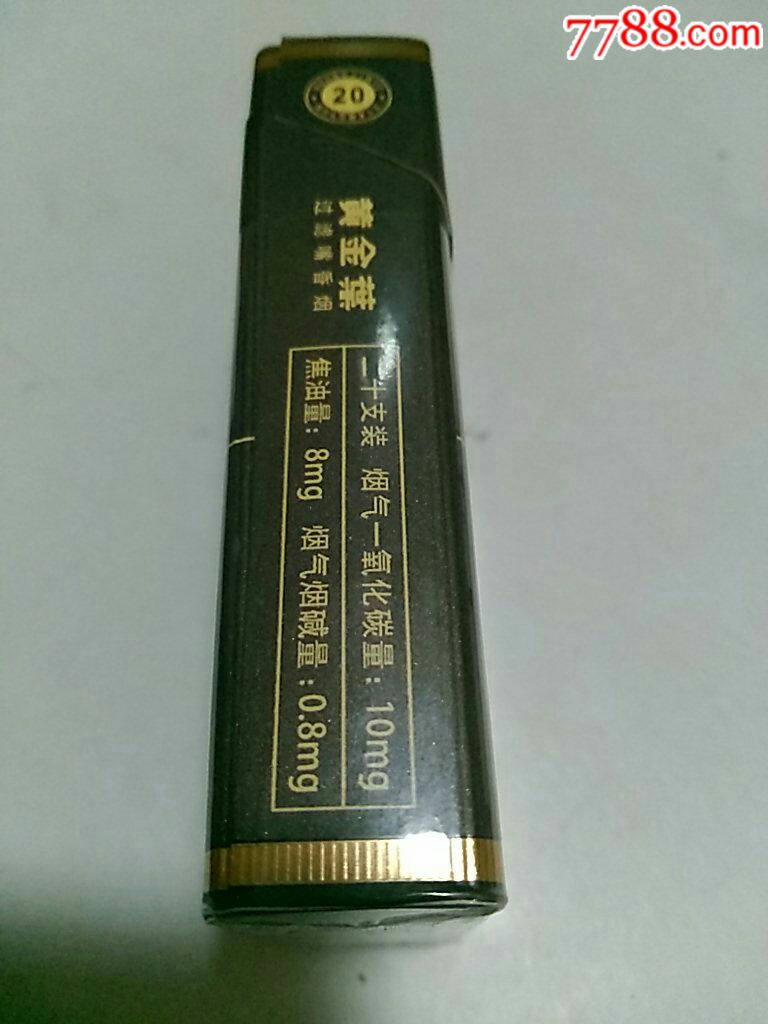 7788.com
20
黄金葉
过滤嘴香烟
二十支装 烟气一氧化碳量：10mg
焦油量：8mg 烟气烟碱量：0.8mg